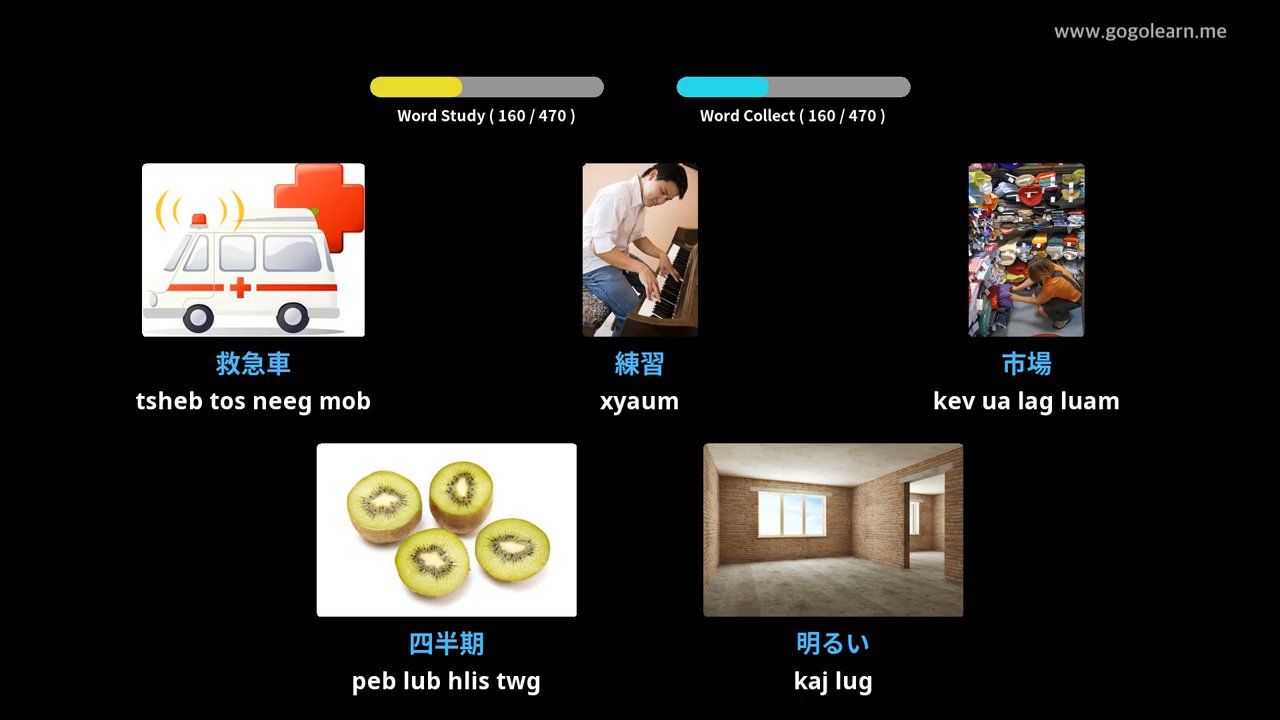 www.gogolearn.me
Word Study ( 160 / 470 )
Word Collect ( 160 / 470 )
救急車
tsheb tos neeg mob
練習
xyaum
市場
kev ua lag luam
四半期
peb lub hlis twg
明るい
kaj lug